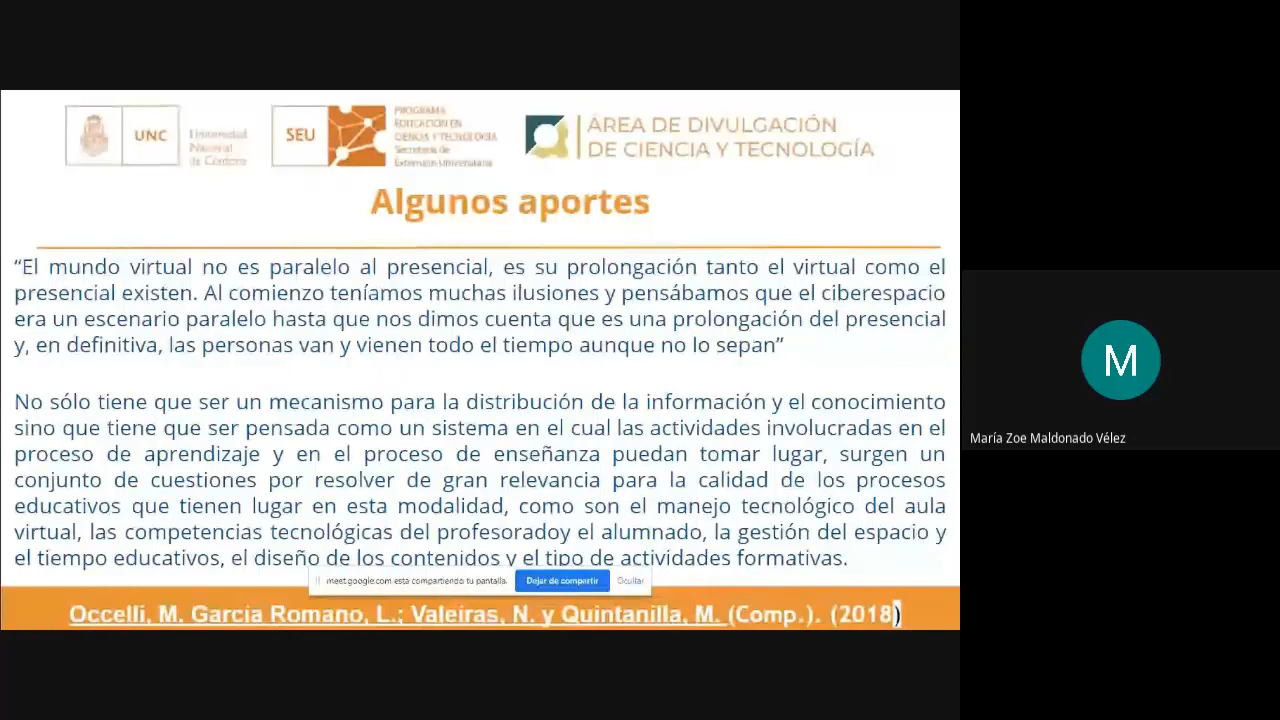 UNC
Universidad
Nacional
de Córdoba
SEU
PROGRAMA
EDUCACIÓN EN
CIENCIA Y TECNOLOGÍA
Secretaría de
Extensión Universitaria
ÁREA DE DIVULGACIÓN
DE CIENCIA Y TECNOLOGÍA
Algunos aportes
“El mundo virtual no es paralelo al presencial, es su prolongación tanto el virtual como el
presencial existen. Al comienzo teníamos muchas ilusiones y pensábamos que el ciberespacio
era un escenario paralelo hasta que nos dimos cuenta que es una prolongación del presencial
y, en definitiva, las personas van y vienen todo el tiempo aunque no lo sepan”
No sólo tiene que ser un mecanismo para la distribución de la información y el conocimiento
sino que tiene que ser pensada como un sistema en el cual las actividades involucradas en el
proceso de aprendizaje y en el proceso de enseñanza puedan tomar lugar, surgen un
conjunto de cuestiones por resolver de gran relevancia para la calidad de los procesos
educativos que tienen lugar en esta modalidad, como son el manejo tecnológico del aula
virtual, las competencias tecnológicas del profesoradoy el alumnado, la gestión del espacio y
el tiempo educativos, el diseño de los contenidos y el tipo de actividades formativas.
meet.google.com está compartiendo tu pantalla.
Dejar de compartir
Ocultar
Occelli, M. Garcia Romano, L.; Valeiras, N. y Quintanilla, M. (Comp.). (2018)
M
María Zoe Maldonado Vélez